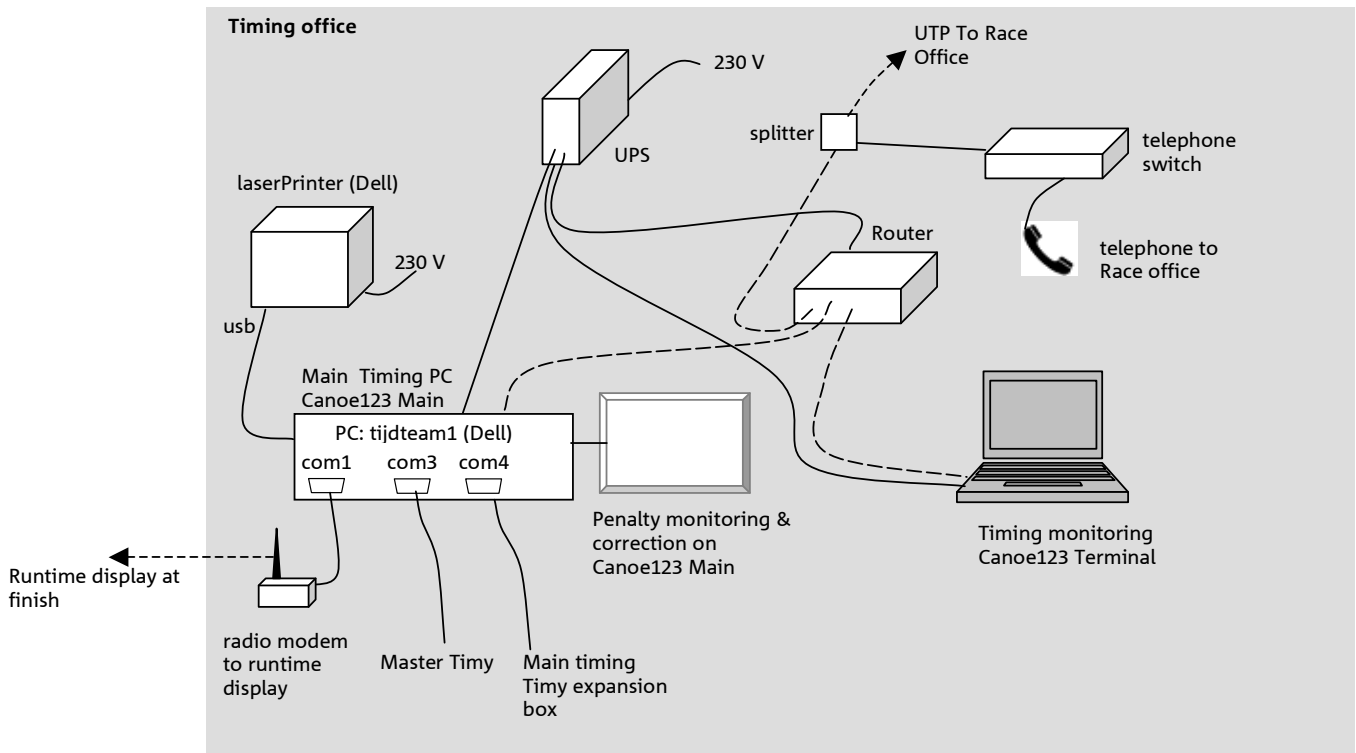 Timing office
UTP To Race
Office
230 V
splitter
telephone
switch
UPS
laserPrinter (Dell)
Router
telephone to
Race office
230 V
usb
Main  Timing PC
Canoe123 Main
PC: tijdteam1 (Dell)
com1
com3
com4
Penalty monitoring &
correction on
Canoe123 Main
Timing monitoring
Canoe123 Terminal
Runtime display at
finish
radio modem
to runtime
display
Master Timy
Main timing
Timy expansion
box